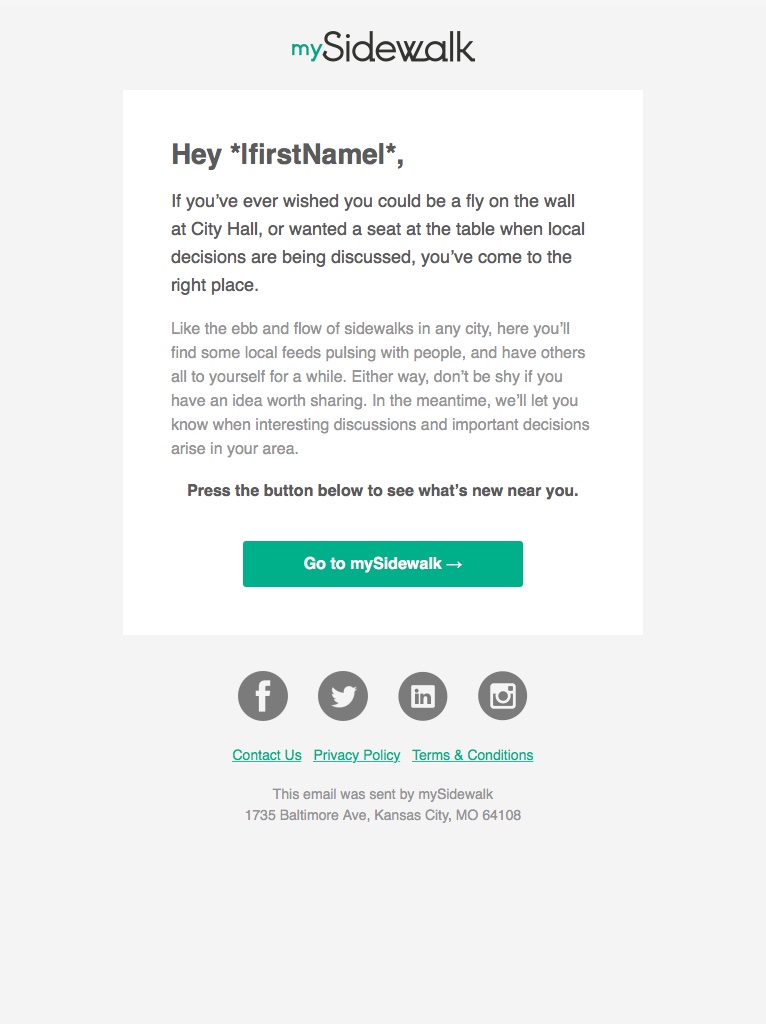 mySidewalk
Hey *|firstName|*,
If you’ve ever wished you could be a fly on the wall
at City Hall, or wanted a seat at the table when local
decisions are being discussed, you’ve come to the
right place.
Like the ebb and flow of sidewalks in any city, here you’ll
find some local feeds pulsing with people, and have others
all to yourself for a while. Either way, don’t be shy if you
have an idea worth sharing. In the meantime, we’ll let you
know when interesting discussions and important decisions
arise in your area.
Press the button below to see what’s new near you.
Go to mySidewalk →
f
in
Contact Us Privacy Policy Terms & Conditions
This email was sent by mySidewalk
1735 Baltimore Ave, Kansas City, MO 64108